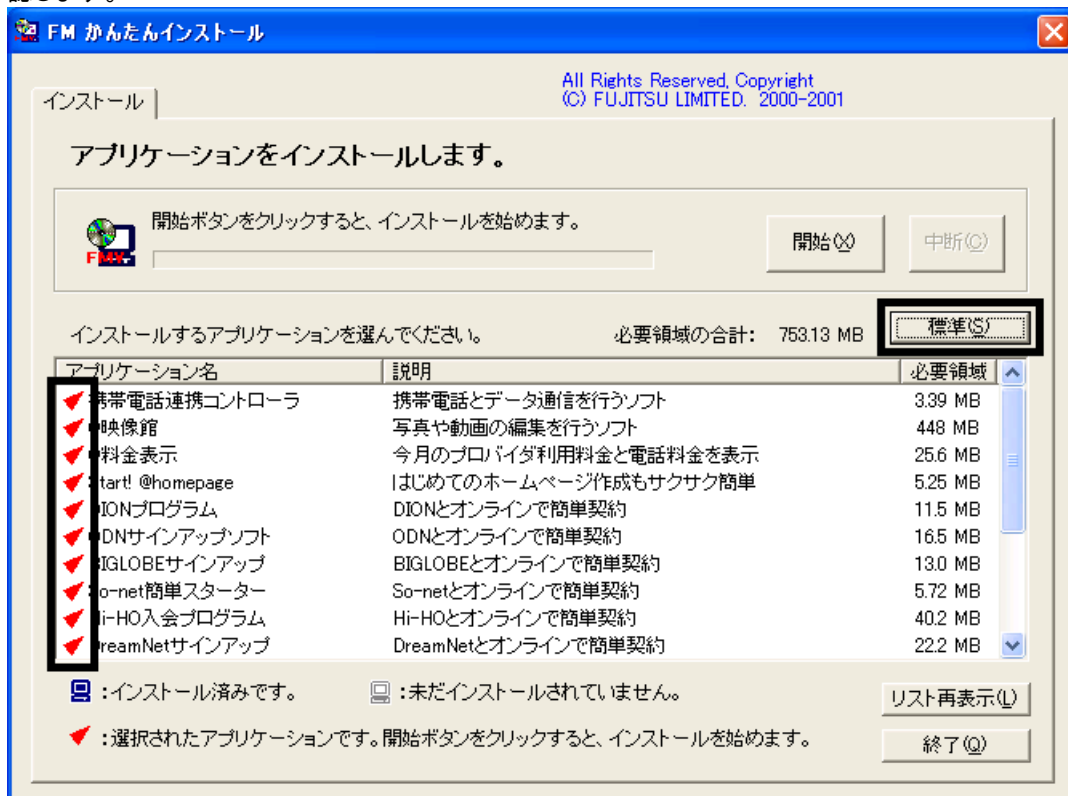 します。
FM かんたんインストール
インストール
All Rights Reserved, Copyright
(C) FUJITSU LIMITED. 2000-2001
アプリケーションをインストールします。
開始ボタンをクリックすると、インストールを始めます。
FMV
開始(X)
中断(C)
インストールするアプリケーションを選んでください。 必要領域の合計： 753.13 MB 標準(S)
アプリケーション名 説明 必要領域
携帯電話連携コントローラ 携帯電話とデータ通信を行うソフト 3.39 MB
映像館 写真や動画の編集を行うソフト 448 MB
料金表示 今月のプロバイダ利用料金と電話料金を表示 25.6 MB
Start! @homepage はじめてのホームページ作成もサクサク簡単 5.25 MB
DIONプログラム DIONとオンラインで簡単契約 11.5 MB
ODNサインアップソフト ODNとオンラインで簡単契約 16.5 MB
BIGLOBEサインアップ BIGLOBEとオンラインで簡単契約 13.0 MB
So-net簡単スターター So-netとオンラインで簡単契約 5.72 MB
Hi-HO入会プログラム Hi-HOとオンラインで簡単契約 40.2 MB
DreamNetサインアップ DreamNetとオンラインで簡単契約 22.2 MB
：インストール済みです。 ：未だインストールされていません。
リスト再表示(L)
：選択されたアプリケーションです。開始ボタンをクリックすると、インストールを始めます。
終了(Q)